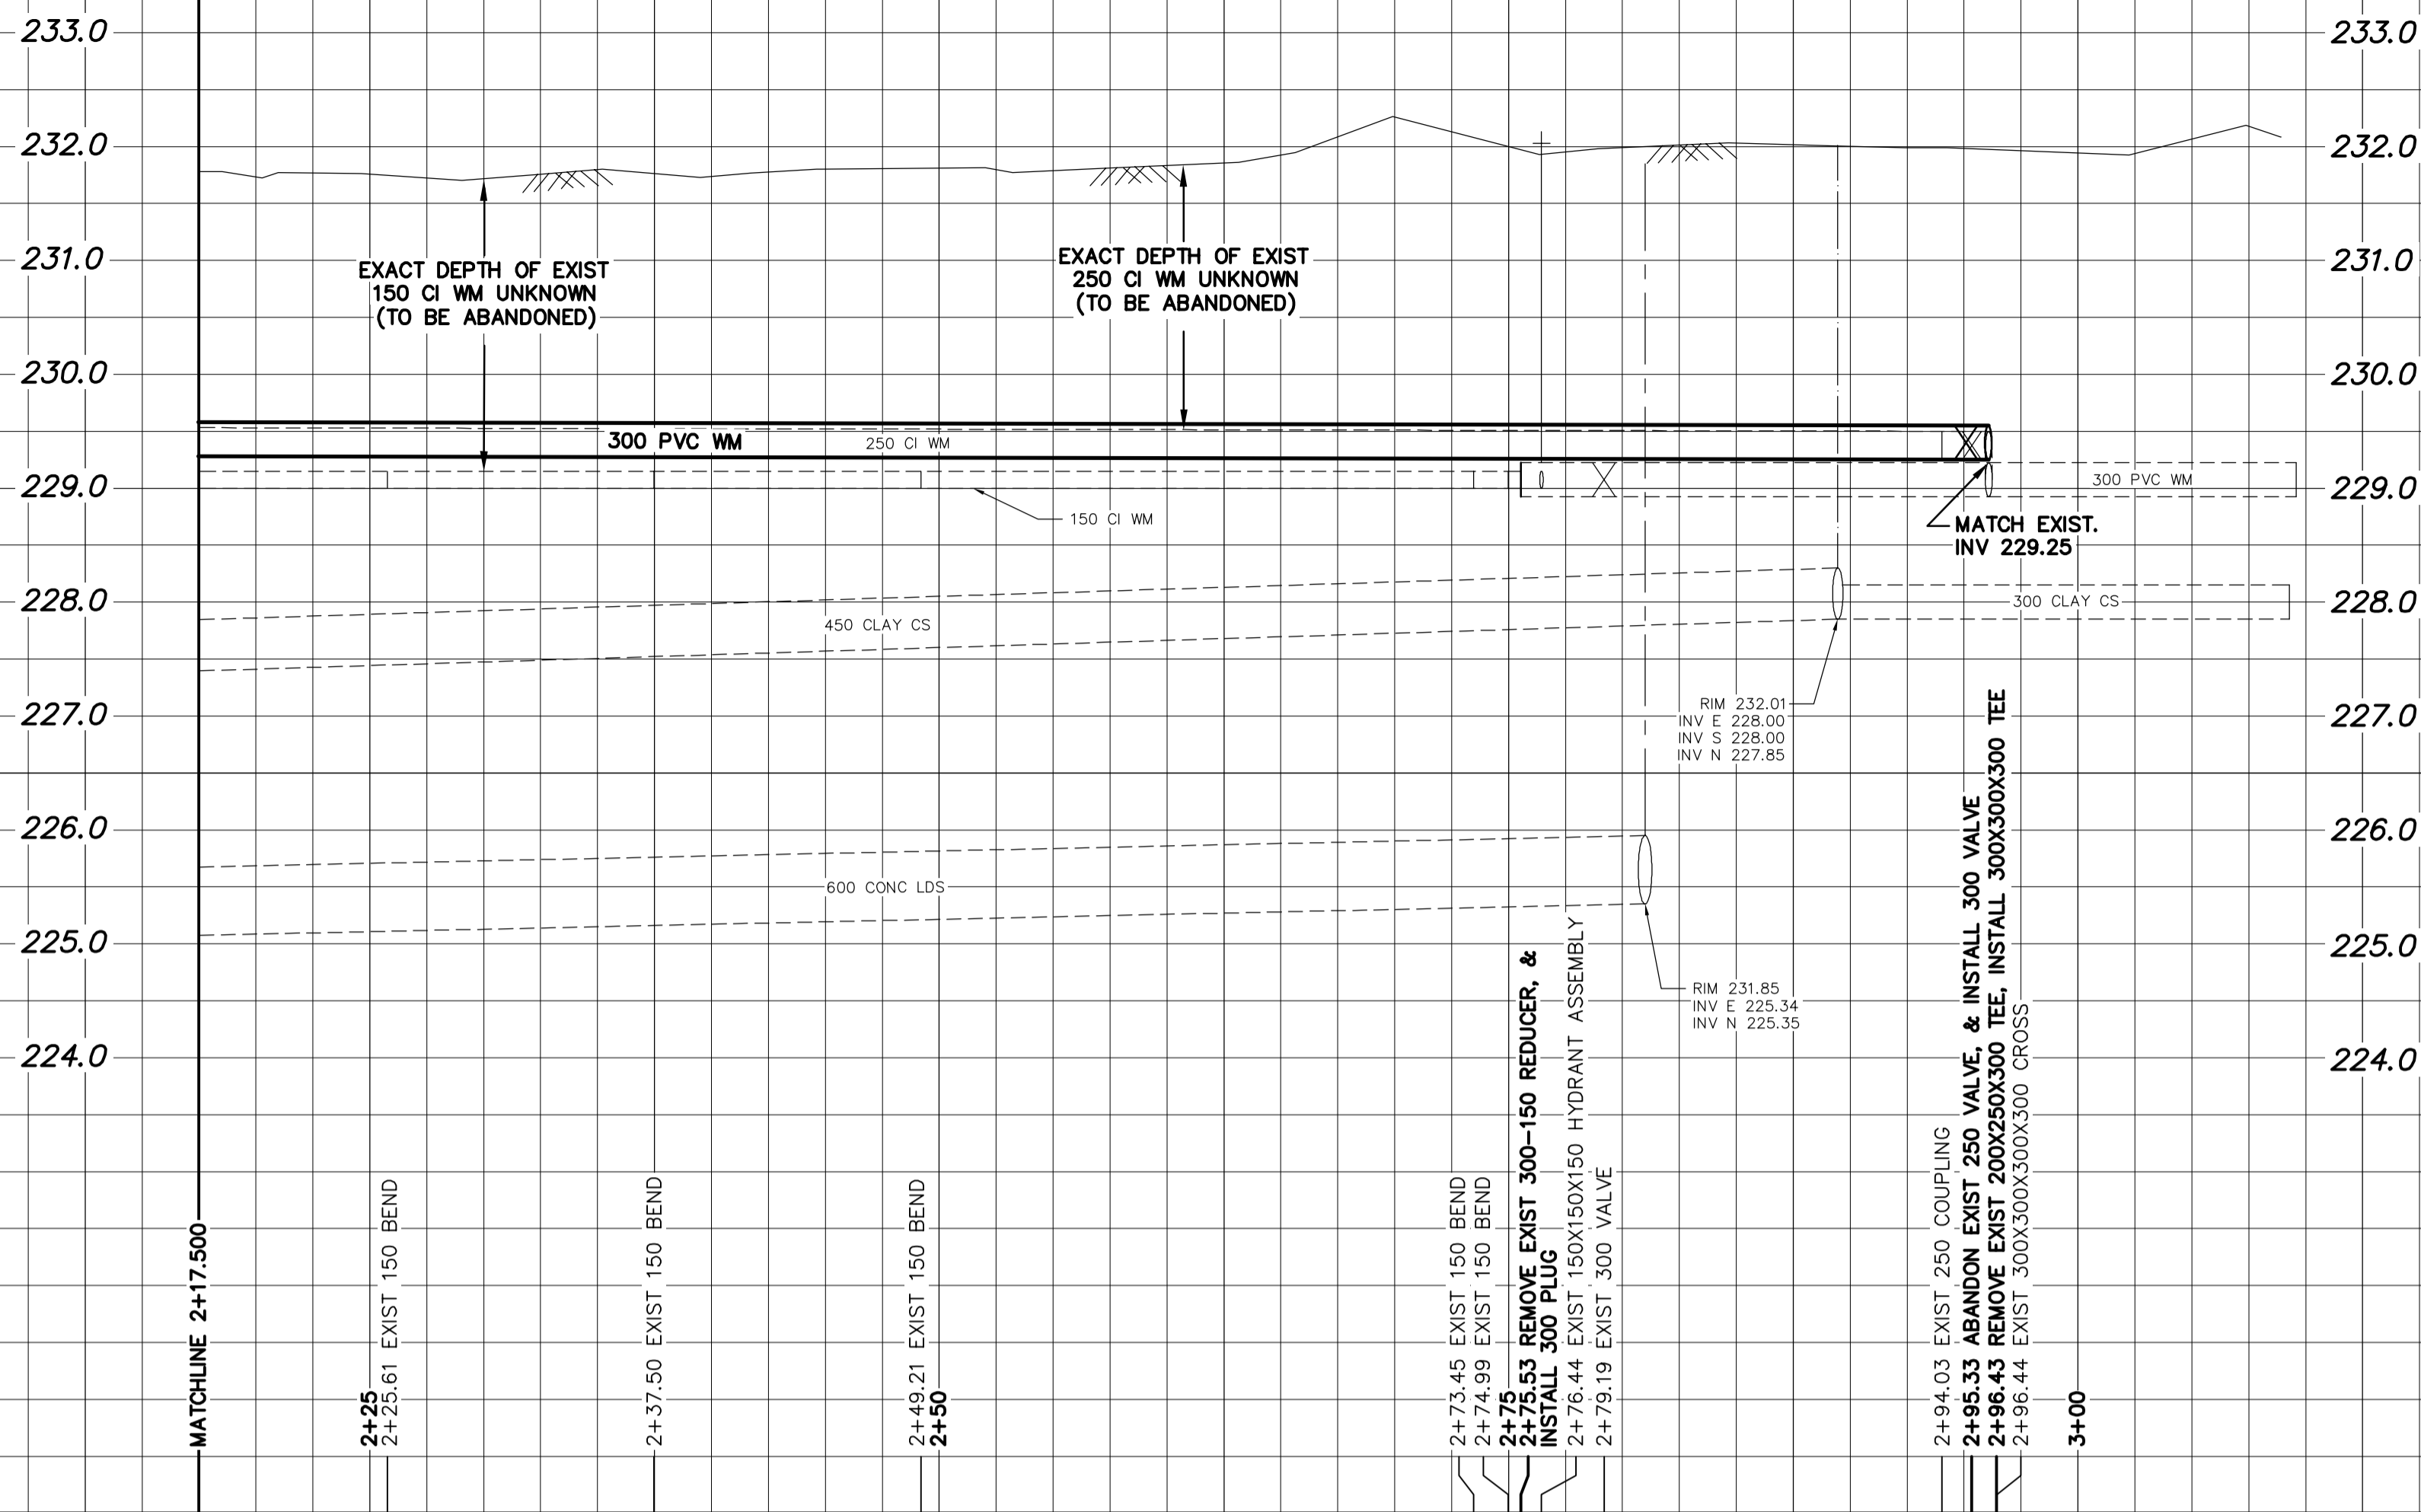 233.0
233.0
232.0
232.0
231.0
231.0
230.0
230.0
229.0
229.0
228.0
228.0
227.0
227.0
226.0
226.0
225.0
225.0
224.0
224.0
EXACT DEPTH OF EXIST
150 CI WM UNKNOWN
(TO BE ABANDONED)
EXACT DEPTH OF EXIST
250 CI WM UNKNOWN
(TO BE ABANDONED)
300 PVC WM
250 CI WM
150 CI WM
300 PVC WM
MATCH EXIST.
INV 229.25
450 CLAY CS
300 CLAY CS
RIM 232.01
INV E 228.00
INV S 228.00
INV N 227.85
600 CONC LDS
RIM 231.85
INV E 225.34
INV N 225.35
MATCHLINE 2+17.500
2+25
2+25.61 EXIST 150 BEND
2+37.50 EXIST 150 BEND
2+49.21 EXIST 150 BEND
2+50
2+73.45 EXIST 150 BEND
2+74.99 EXIST 150 BEND
2+75
2+75.53 REMOVE EXIST 300-150 REDUCER, &
INSTALL 300 PLUG
2+76.44 EXIST 150X150X150 HYDRANT ASSEMBLY
2+79.19 EXIST 300 VALVE
2+94.03 EXIST 250 COUPLING
2+95.33 ABANDON EXIST 250 VALVE, & INSTALL 300 VALVE
2+96.43 REMOVE EXIST 200X250X300 TEE, INSTALL 300X300X300 TEE
2+96.44 EXIST 300X300X300X300 CROSS
3+00